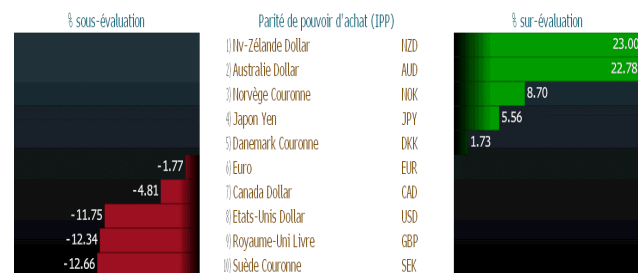 % sous-évaluation Parité de pouvoir d'achat (IPP) % sur-évaluation
1) Nv-Zélande Dollar NZD 23.00
2) Australie Dollar AUD 22.78
3) Norvège Couronne NOK 8.70
4) Japon Yen JPY 5.56
5) Danemark Couronne DKK 1.73
-1.77 6) Euro EUR
-4.81 7) Canada Dollar CAD
-11.75 8) Etats-Unis Dollar USD
-12.34 9) Royaume-Uni Livre GBP
-12.66 10) Suède Couronne SEK